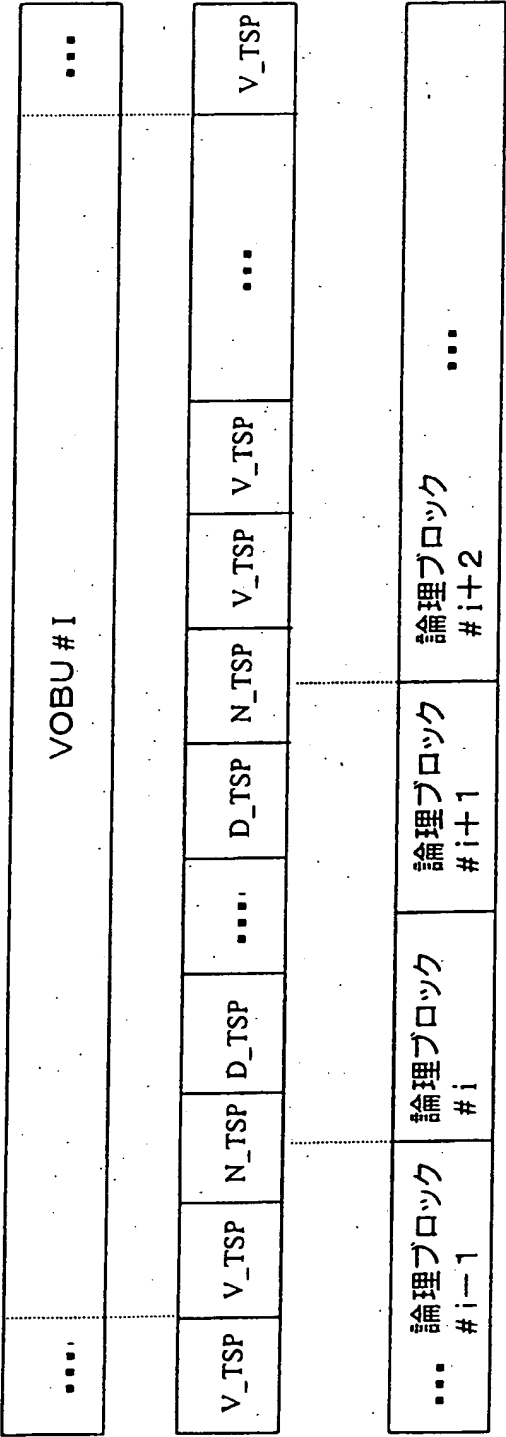 ... VOBU#I ...
V_TSP V_TSP N_TSP D_TSP ... D_TSP N_TSP V_TSP V_TSP ... V_TSP
... 論理ブロック
#i−1
論理ブロック
#i
論理ブロック
#i+1
論理ブロック
#i+2
...